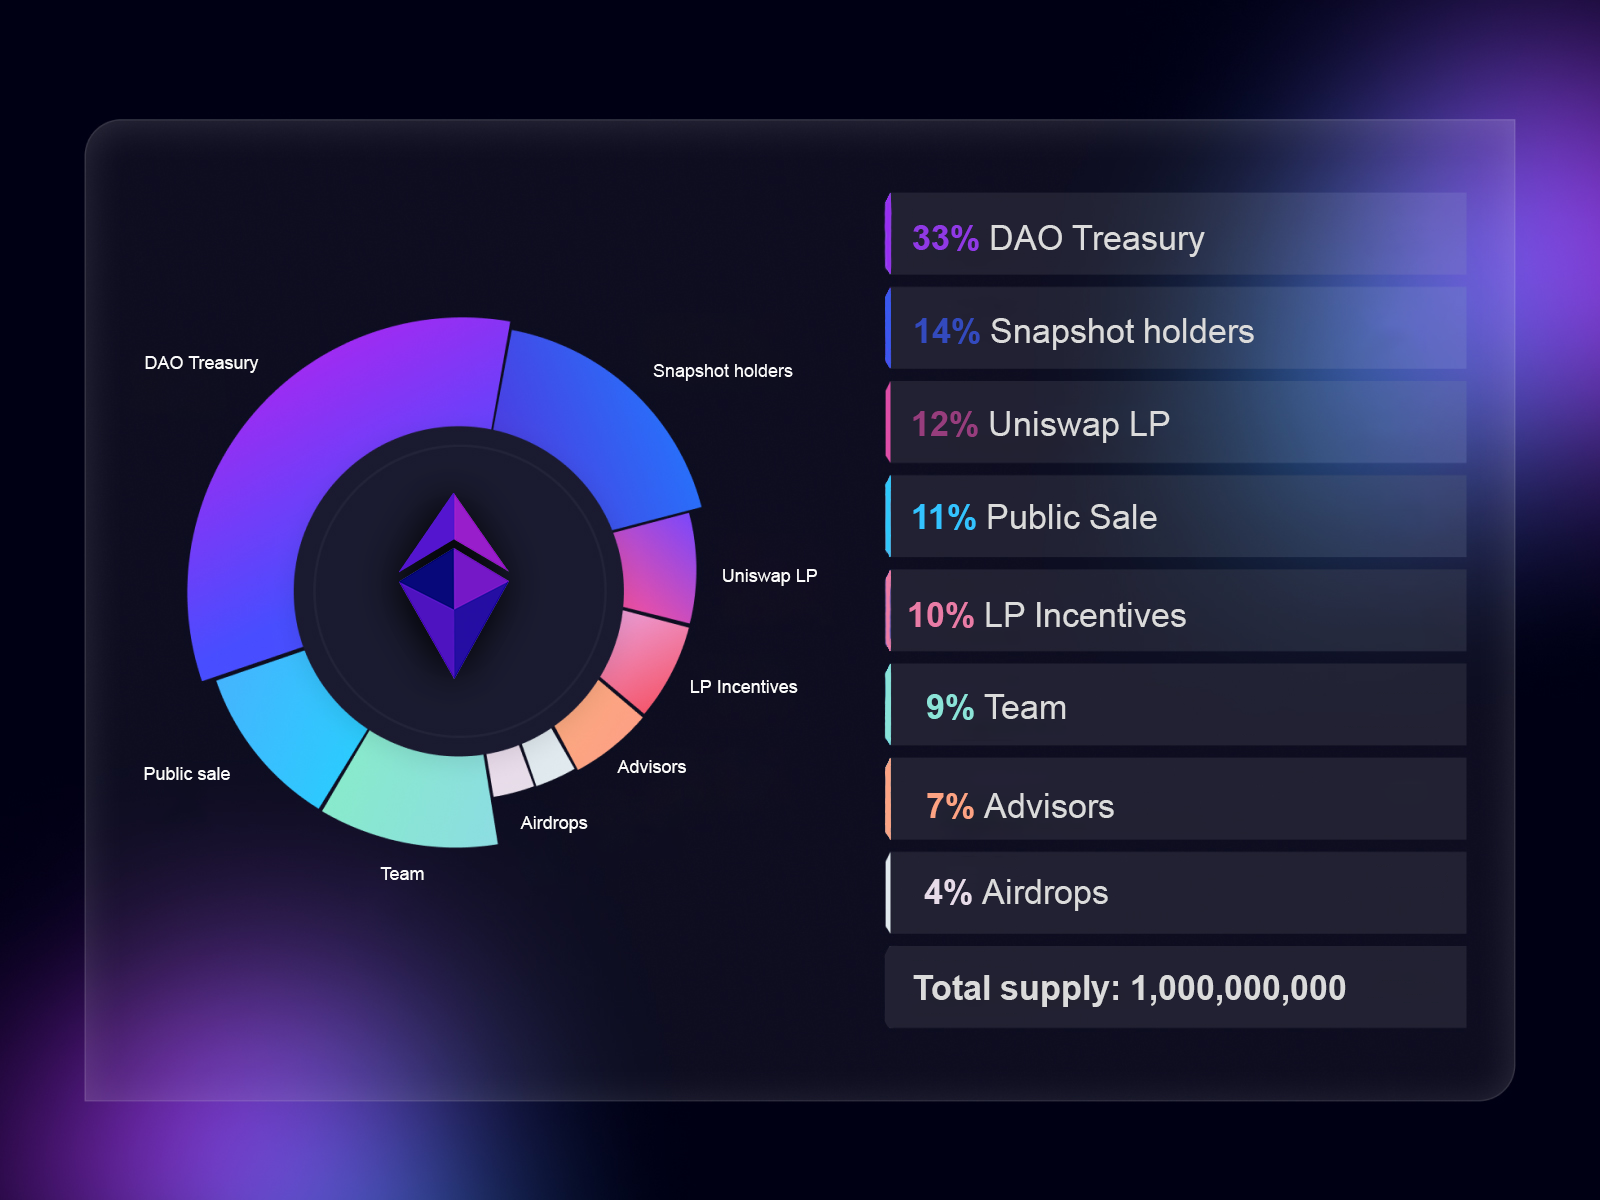 DAO Treasury
Snapshot holders
Uniswap LP
LP Incentives
Advisors
Airdrops
Team
Public sale
33% DAO Treasury
14% Snapshot holders
12% Uniswap LP
11% Public Sale
10% LP Incentives
9% Team
7% Advisors
4% Airdrops
Total supply: 1,000,000,000